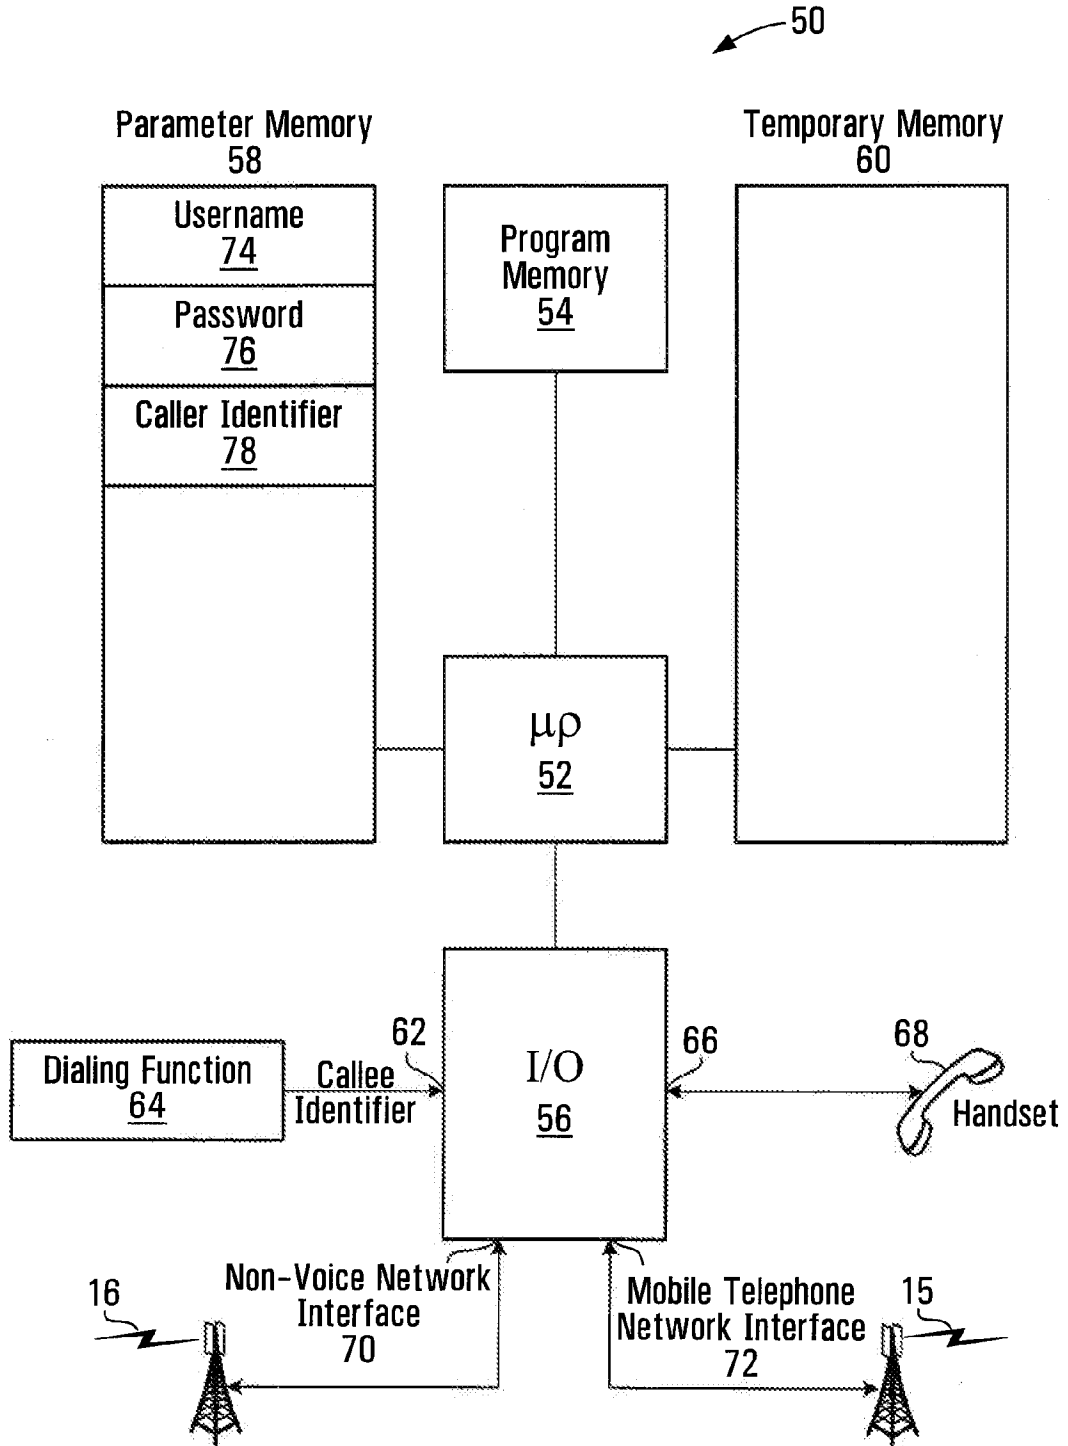 50
Parameter Memory
58
Temporary Memory
60
Username
74
Password
76
Caller Identifier
78
Program
Memory
54
μρ
52
Dialing Function
64
Callee
Identifier
62
I/O
56
66
68
Handset
Non-Voice Network
Interface
70
16
Mobile Telephone
Network Interface
72
15